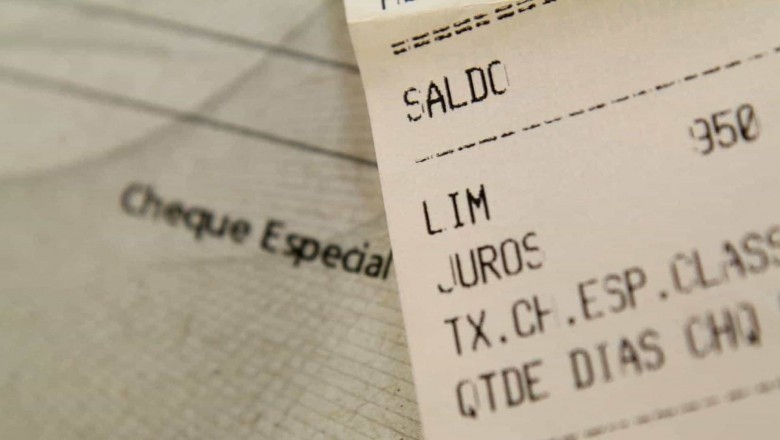 Cheque Especial
SALDO
950
LIM
JUROS
TX.CH.ESP.CLASS
QTDE DIAS CHQ